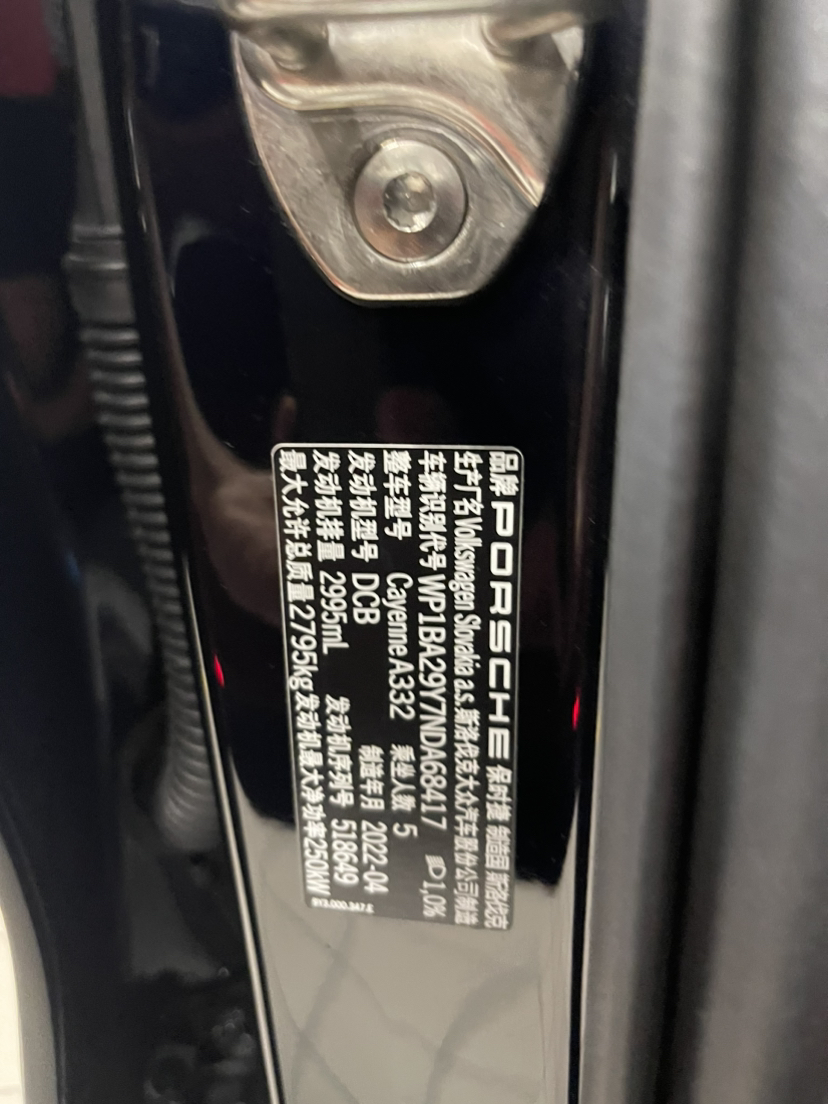 品牌 PORSCHE 保时捷 制造国 斯洛伐克
生产厂名 Volkswagen Slovakia a.s. 斯洛伐克大众汽车股份公司制造
车辆识别代号 WP1BA29Y7NDA68417 1,0%
整车型号 Cayenne A332 乘坐人数 5
发动机型号 DCB 制造年月 2022-04
发动机排量 2995mL 发动机序列号 518649
最大允许总质量 2795kg 发动机最大净功率 250kW
9Y3.000.347.E